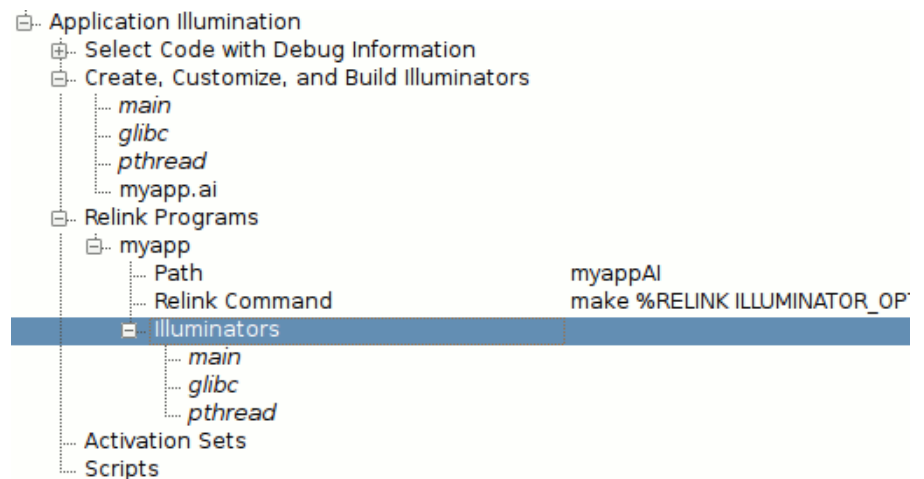 Application Illumination
Select Code with Debug Information
Create, Customize, and Build Illuminators
main
glibc
pthread
myapp.ai
Relink Programs
myapp
Path myappAI
Relink Command make %RELINK ILLUMINATOR_OPT
Illuminators
main
glibc
pthread
Activation Sets
Scripts